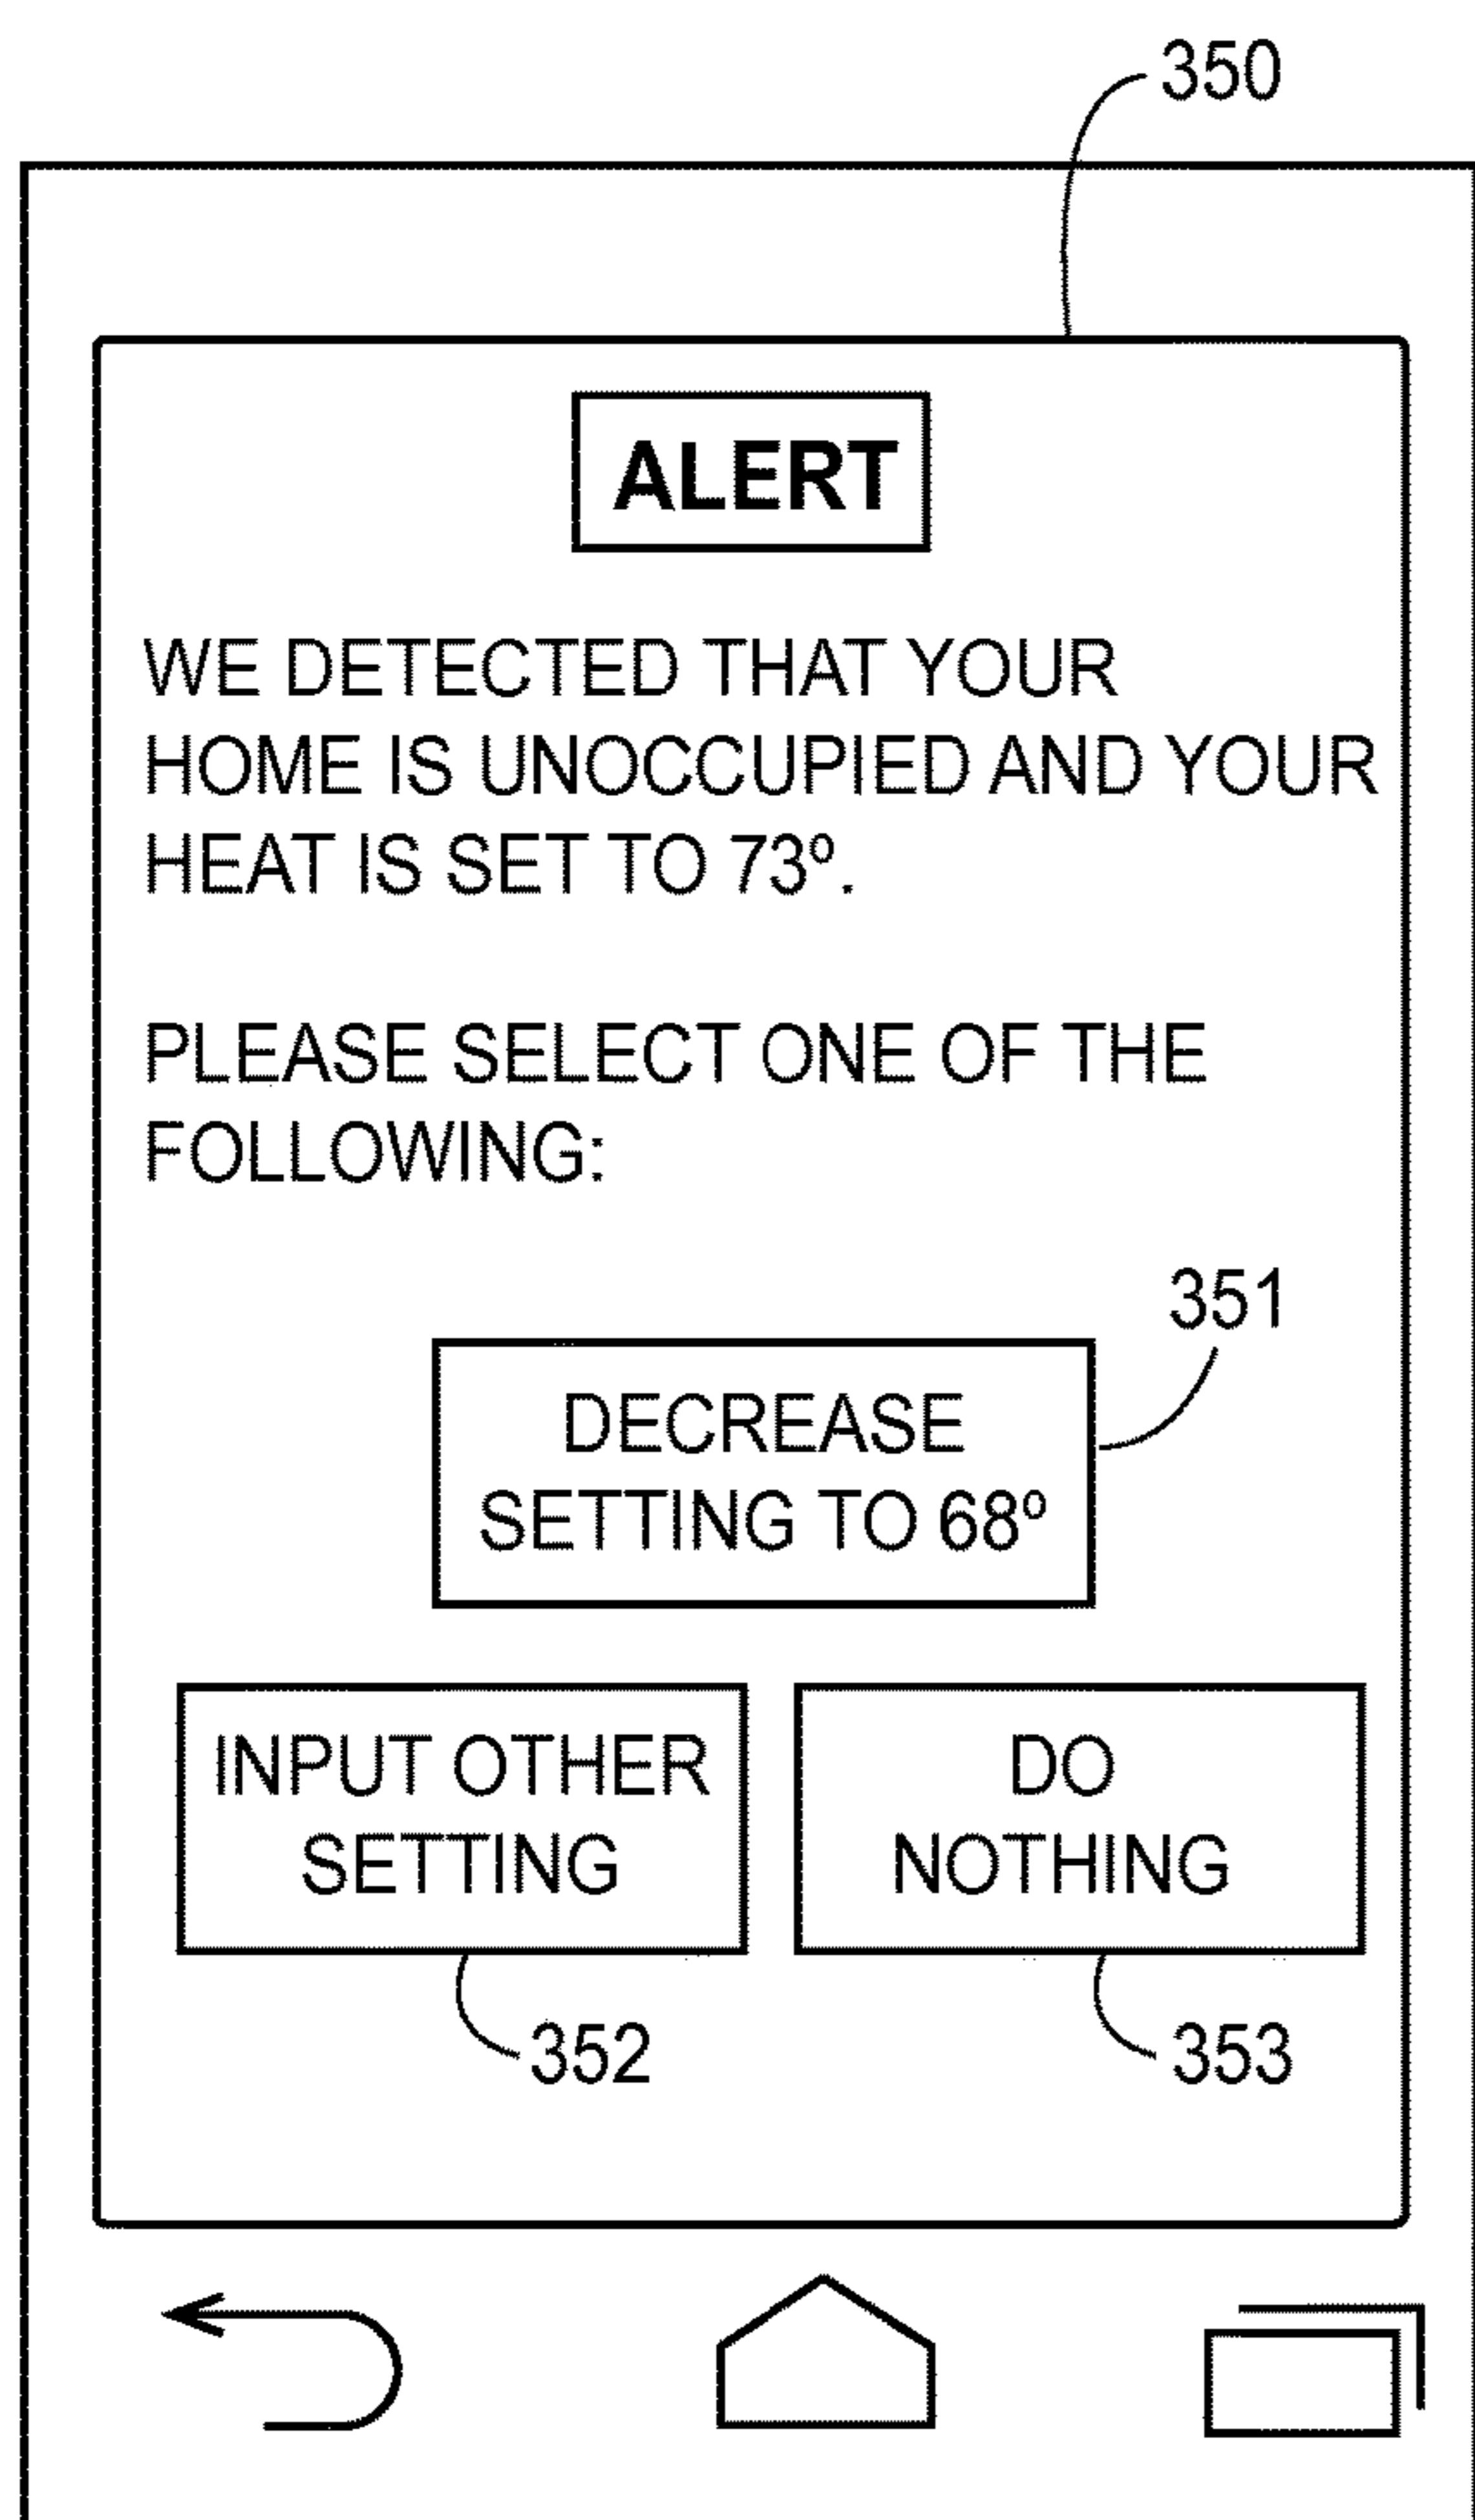 350
ALERT
WE DETECTED THAT YOUR
HOME IS UNOCCUPIED AND YOUR
HEAT IS SET TO 73º.
PLEASE SELECT ONE OF THE
FOLLOWING:
351
DECREASE
SETTING TO 68º
INPUT OTHER
SETTING
DO
NOTHING
352
353